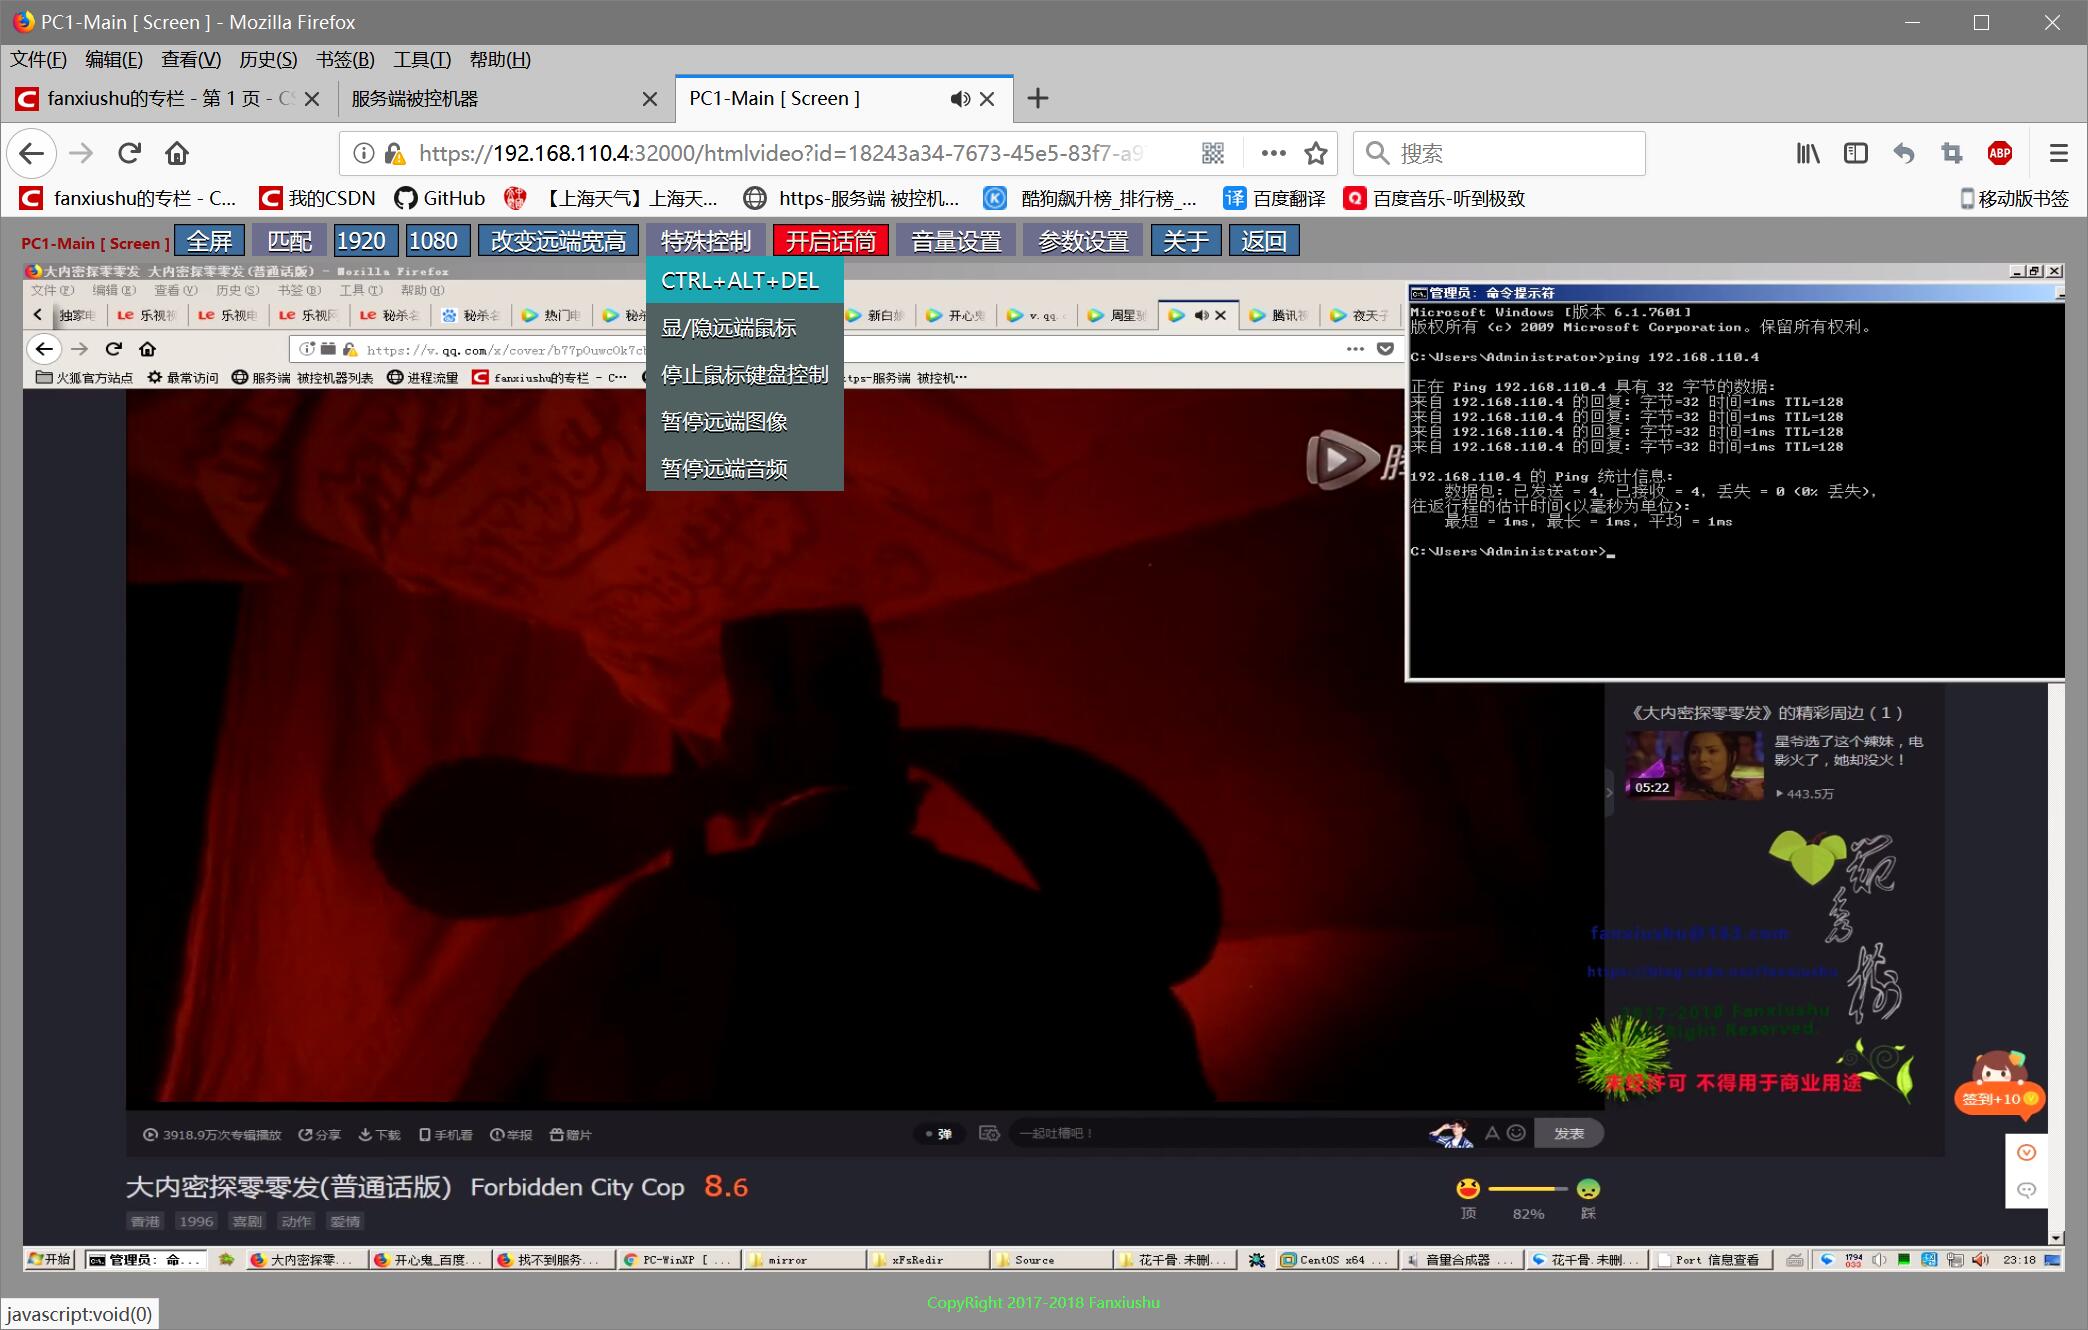 PC1-Main [ Screen ] - Mozilla Firefox
文件(F) 编辑(E) 查看(V) 历史(S) 书签(B) 工具(T) 帮助(H)
fanxiushu的专栏 - 第 1 页 - CS 服务端被控机器 PC1-Main [ Screen ]
https://192.168.110.4:32000/htmlvideo?id=18243a34-7673-45e5-83f7-a9 搜索 ABP
fanxiushu的专栏 - C... 我的CSDN GitHub 【上海天气】上海天... https-服务端 被控机... 酷狗飙升榜_排行榜_... 译 百度翻译 百度音乐-听到极致 移动版书签
PC1-Main [ Screen ] 全屏 匹配 1920 1080 改变远端宽高 特殊控制 开启话筒 音量设置 参数设置 关于 返回
CTRL+ALT+DEL
显/隐远端鼠标
停止鼠标键盘控制
暂停远端图像
暂停远端音频
大内密探零零发_大内密探零零发(普通话版) - Mozilla Firefox
文件(F) 编辑(E) 查看(V) 历史(S) 书签(B) 工具(T) 帮助(H)
独家电 Le 乐视视 Le 乐视电 Le 乐视网 Le 秘杀名 秘杀名 热门电 秘杀 新白娘 开心鬼 v.qq.c 周星驰 腾讯视 夜天子
https://v.qq.com/x/cover/b77p0uwc0k7c
火狐官方站点 最常访问 服务端 被控机器列表 进程流量 fanxiushu的专栏 - C… tps-服务端 被控机…
管理员: 命令提示符
Microsoft Windows [版本 6.1.7601]
版权所有 (c) 2009 Microsoft Corporation。保留所有权利。
C:\Users\Administrator>ping 192.168.110.4
正在 Ping 192.168.110.4 具有 32 字节的数据:
来自 192.168.110.4 的回复: 字节=32 时间=1ms TTL=128
来自 192.168.110.4 的回复: 字节=32 时间=1ms TTL=128
来自 192.168.110.4 的回复: 字节=32 时间=1ms TTL=128
来自 192.168.110.4 的回复: 字节=32 时间=1ms TTL=128
192.168.110.4 的 Ping 统计信息:
数据包: 已发送 = 4，已接收 = 4，丢失 = 0 (0% 丢失)，
往返行程的估计时间(以毫秒为单位):
最短 = 1ms，最长 = 1ms，平均 = 1ms
C:\Users\Administrator>_
《大内密探零零发》的精彩周边（1）
星爷选了这个辣妹，电
影火了，她却没火！
05:22
443.5万
fanxiushu@163.com
https://blog.csdn.net/fanxiushu
2017-2018 Fanxiushu
Right Reserved.
未经许可 不得用于商业用途
签到+10
3918.9万次专辑播放 分享 下载 手机看 举报 赠片 弹 一起吐槽吧！ 发表
大内密探零零发(普通话版) Forbidden City Cop 8.6
香港 1996 喜剧 动作 爱情
顶 82% 踩
开始 管理员: 命... 大内密探零... 开心鬼_百度... 找不到服务... PC-WinXP [ ... mirror xFsRedir Source 花千骨.未删... CentOS x64 ... 音量合成器 ... 花千骨.未删... Port 信息查看 23:18
CopyRight 2017-2018 Fanxiushu
javascript:void(0)